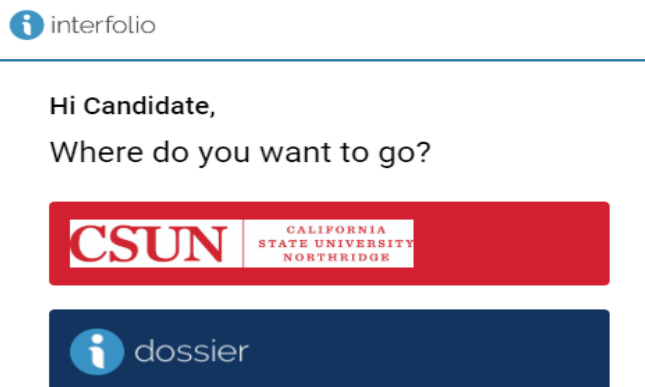 interfolio
Hi Candidate,
Where do you want to go?
CSUN
CALIFORNIA
STATE UNIVERSITY
NORTHRIDGE
dossier